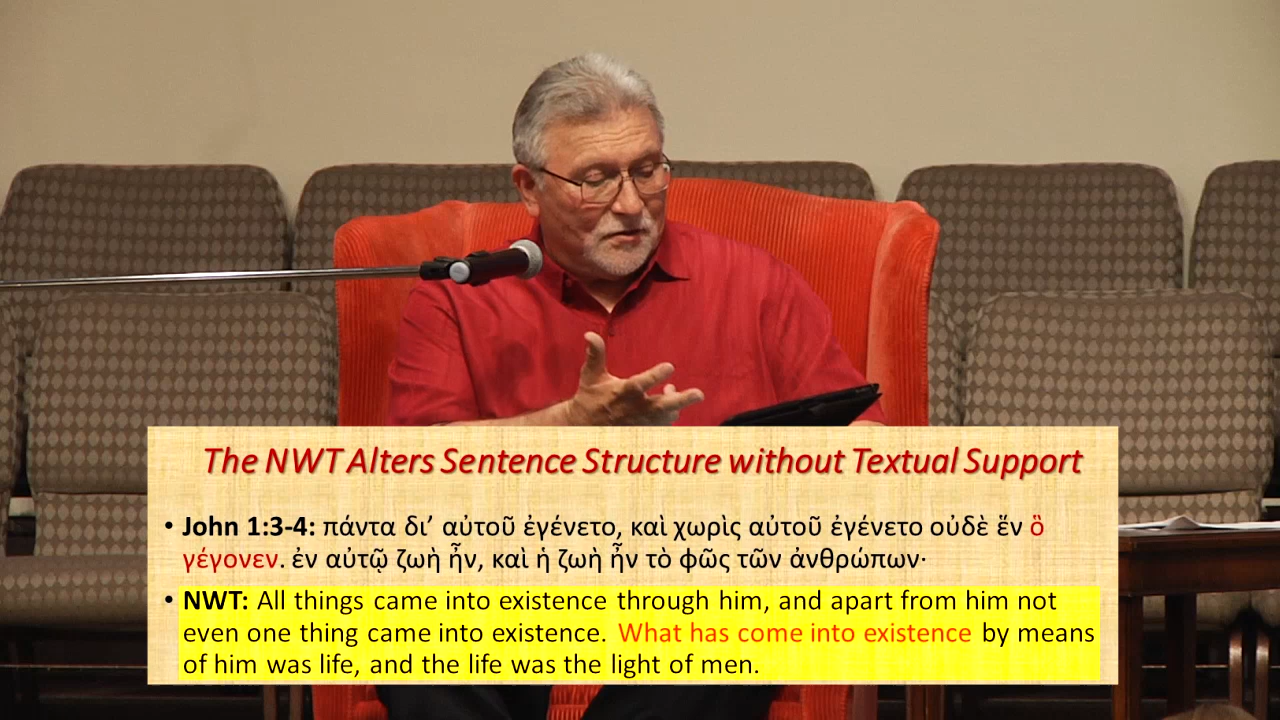 The NWT Alters Sentence Structure without Textual Support
• John 1:3-4: πάντα δι’ αὐτοῦ ἐγένετο, καὶ χωρὶς αὐτοῦ ἐγένετο οὐδὲ ἕν ὃ
γέγονεν. ἐν αὐτῷ ζωὴ ἦν, καὶ ἡ ζωὴ ἦν τὸ φῶς τῶν ἀνθρώπων·
• NWT: All things came into existence through him, and apart from him not
even one thing came into existence. What has come into existence by means
of him was life, and the life was the light of men.